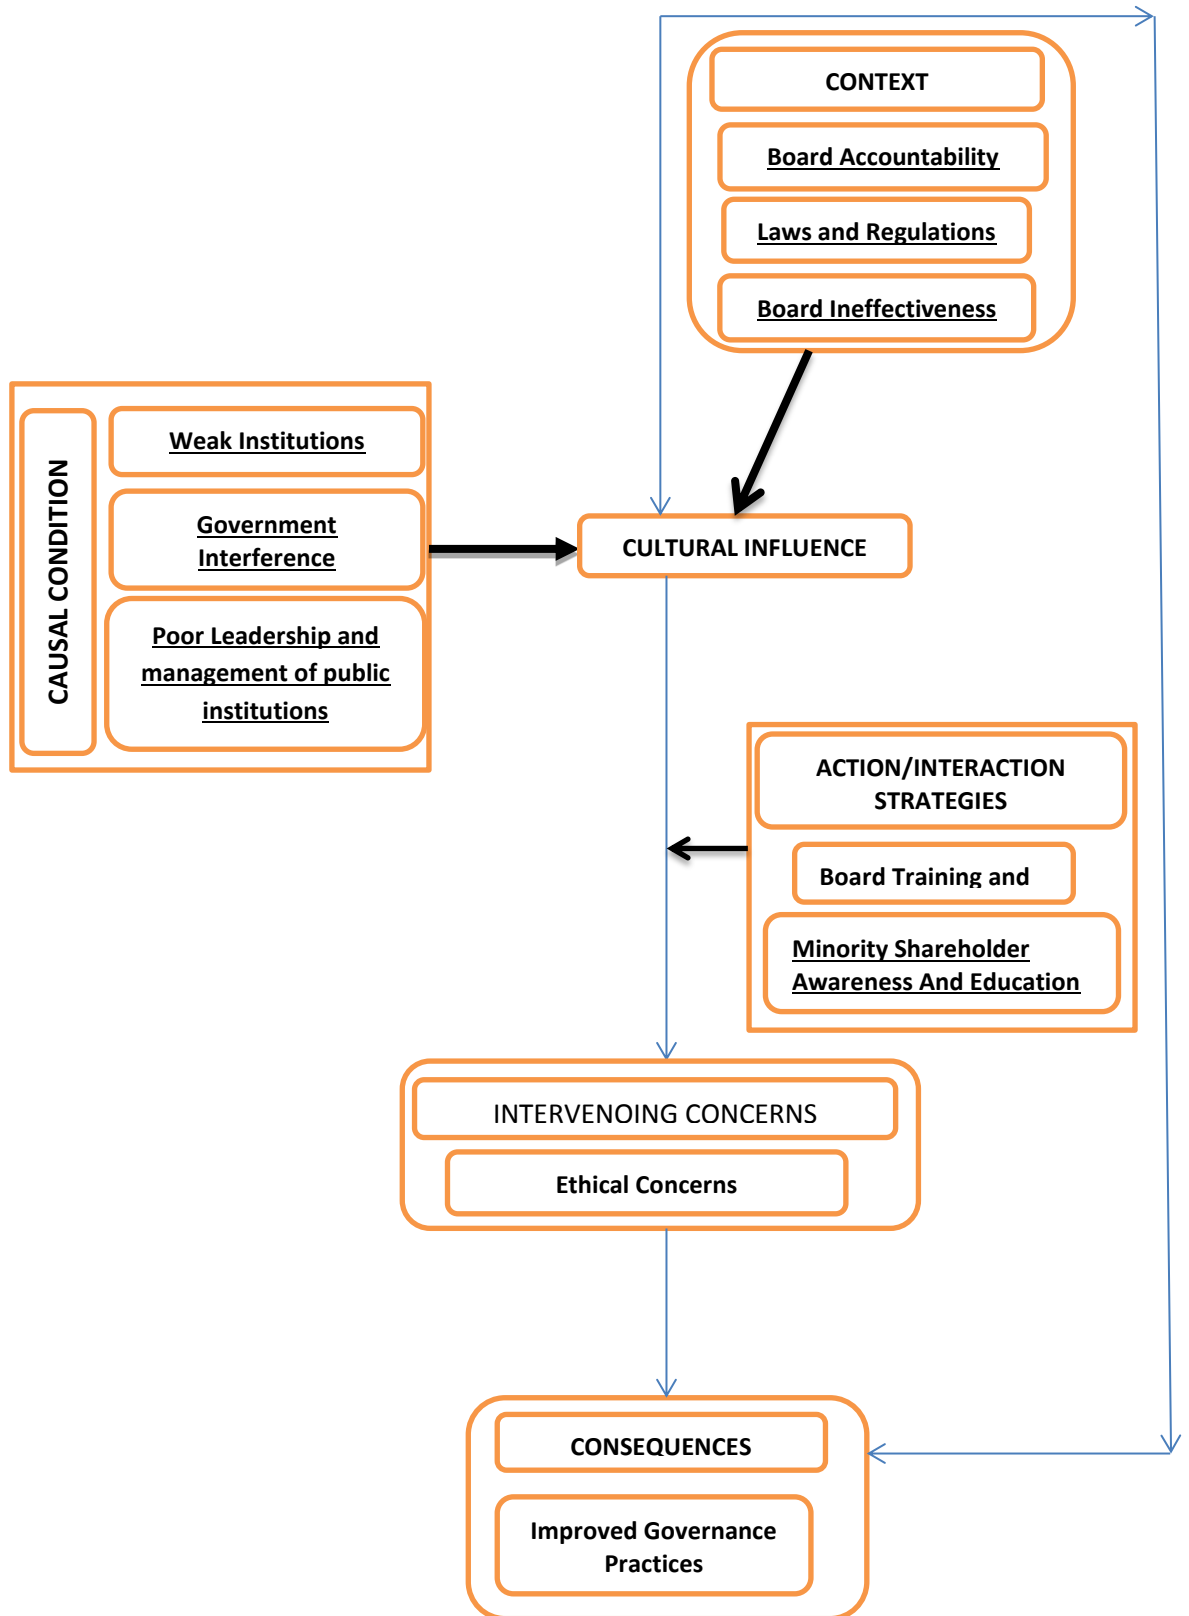 CONTEXT
Board Accountability
Laws and Regulations
Board Ineffectiveness
CAUSAL CONDITION
Weak Institutions
Government
Interference
Poor Leadership and
management of public
institutions
CULTURAL INFLUENCE
ACTION/INTERACTION
STRATEGIES
Board Training and
Minority Shareholder
Awareness And Education
INTERVENOING CONCERNS
Ethical Concerns
CONSEQUENCES
Improved Governance
Practices